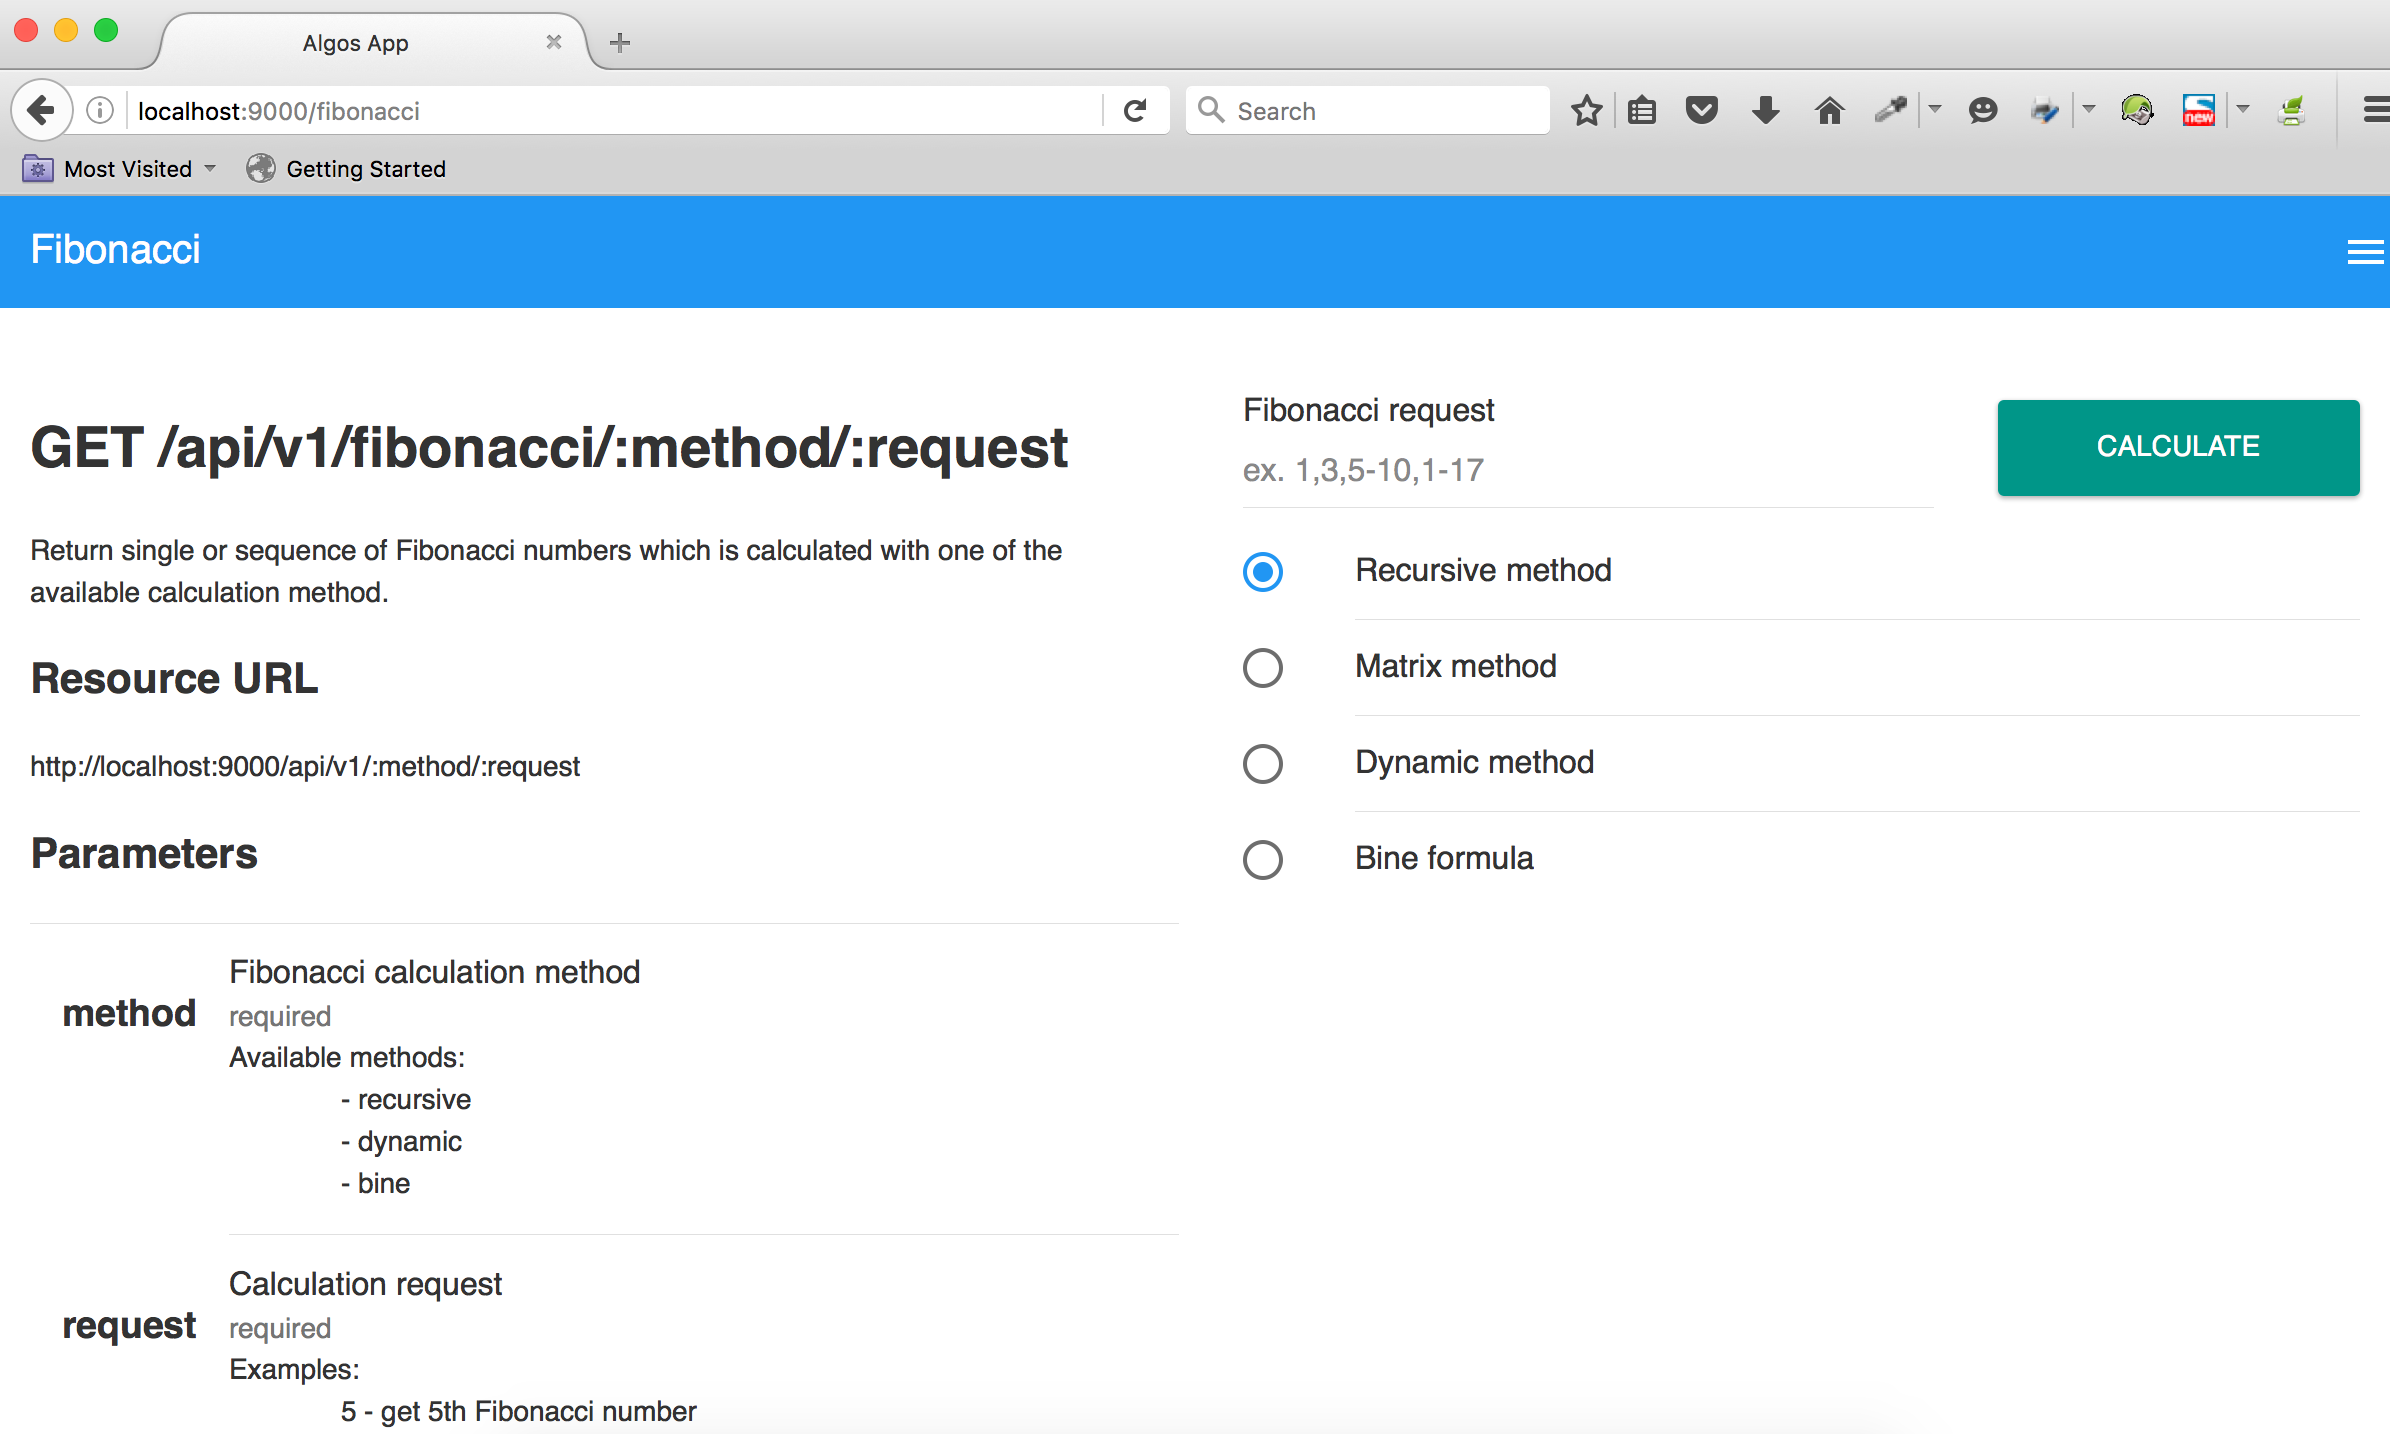 Algos App
localhost:9000/fibonacci
Search
new
Most Visited
Getting Started
Fibonacci
GET /api/v1/fibonacci/:method/:request
Return single or sequence of Fibonacci numbers which is calculated with one of the
available calculation method.
Resource URL
http://localhost:9000/api/v1/:method/:request
Parameters
method
Fibonacci calculation method
required
Available methods:
- recursive
- dynamic
- bine
request
Calculation request
required
Examples:
5 - get 5th Fibonacci number
Fibonacci request
ex. 1,3,5-10,1-17
CALCULATE
Recursive method
Matrix method
Dynamic method
Bine formula